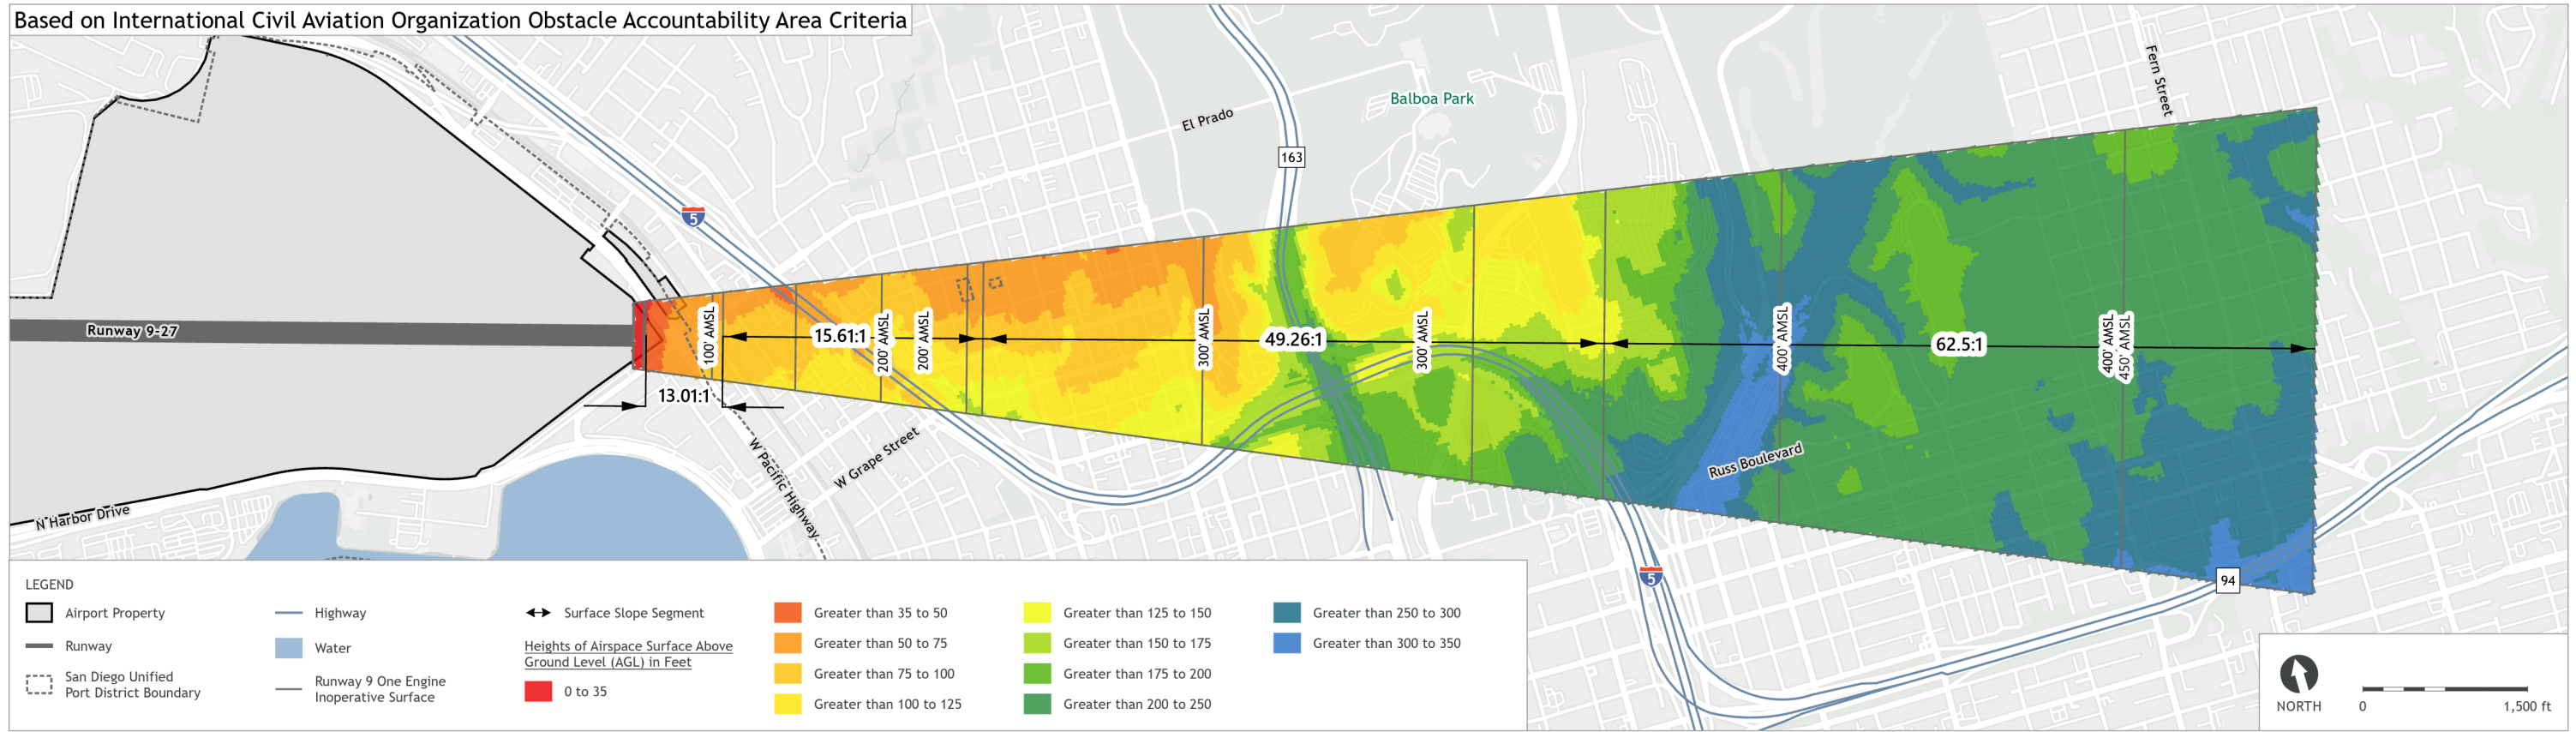 Based on International Civil Aviation Organization Obstacle Accountability Area Criteria
Fern Street
Balboa Park
El Prado
163
5
Runway 9-27
100' AMSL
15.61:1
200' AMSL
200' AMSL
300' AMSL
49.26:1
300' AMSL
400' AMSL
62.5:1
400' AMSL
450' AMSL
13.01:1
W Pacific Highway
W Grape Street
Russ Boulevard
N Harbor Drive
5
94
LEGEND
Airport Property
Runway
San Diego Unified
Port District Boundary
Highway
Water
Runway 9 One Engine
Inoperative Surface
Surface Slope Segment
Heights of Airspace Surface Above
Ground Level (AGL) in Feet
0 to 35
Greater than 35 to 50
Greater than 50 to 75
Greater than 75 to 100
Greater than 100 to 125
Greater than 125 to 150
Greater than 150 to 175
Greater than 175 to 200
Greater than 200 to 250
Greater than 250 to 300
Greater than 300 to 350
NORTH
0
1,500 ft